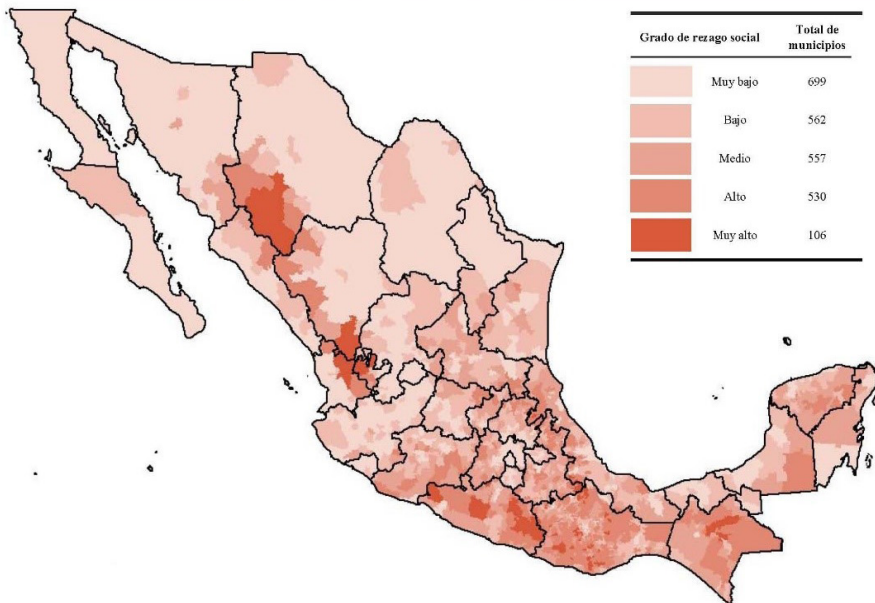 Grado de rezago social Total de
municipios
Muy bajo 699
Bajo 562
Medio 557
Alto 530
Muy alto 106